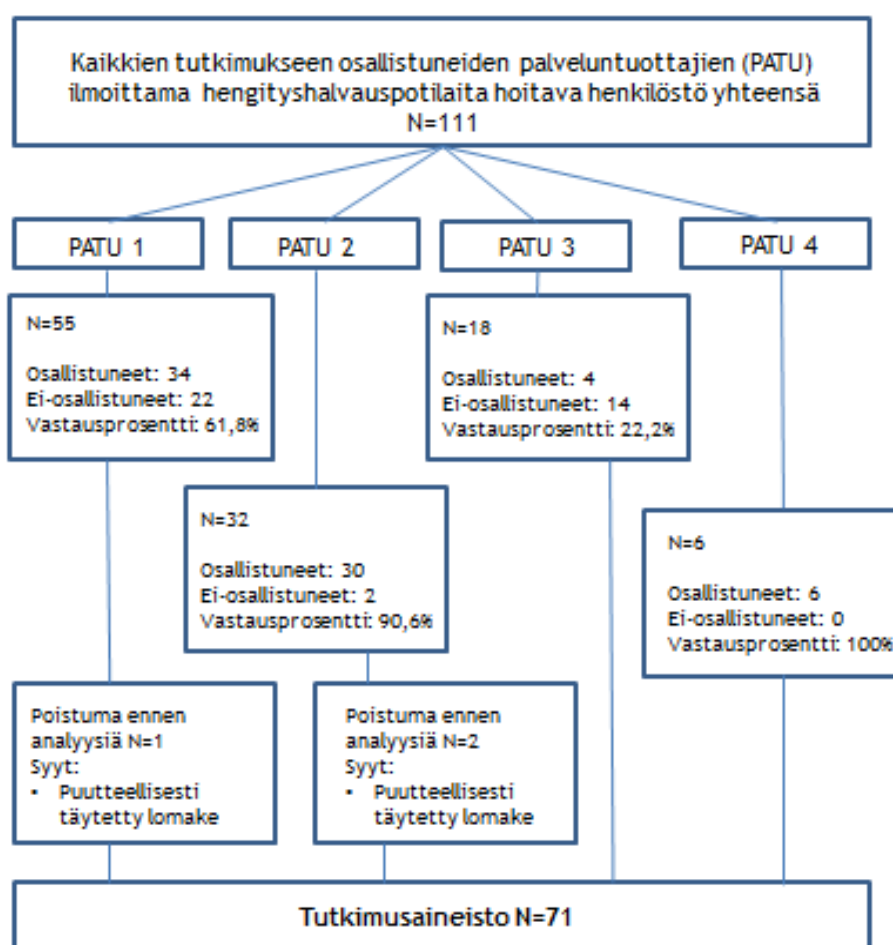 Kaikkien tutkimukseen osallistuneiden palveluntuottajien (PATU)
ilmoittama hengityshalvauspotilaita hoitava henkilöstö yhteensä
N=111
PATU 1
PATU 2
PATU 3
PATU 4
N=55
Osallistuneet: 34
Ei-osallistuneet: 22
Vastausprosentti: 61,8%
N=18
Osallistuneet: 4
Ei-osallistuneet: 14
Vastausprosentti: 22,2%
N=32
Osallistuneet: 30
Ei-osallistuneet: 2
Vastausprosentti: 90,6%
N=6
Osallistuneet: 6
Ei-osallistuneet: 0
Vastausprosentti: 100%
Poistuma ennen
analyysiä N=1
Syyt:
• Puutteellisesti
täytetty lomake
Poistuma ennen
analyysiä N=2
Syyt:
• Puutteellisesti
täytetty lomake
Tutkimusaineisto N=71